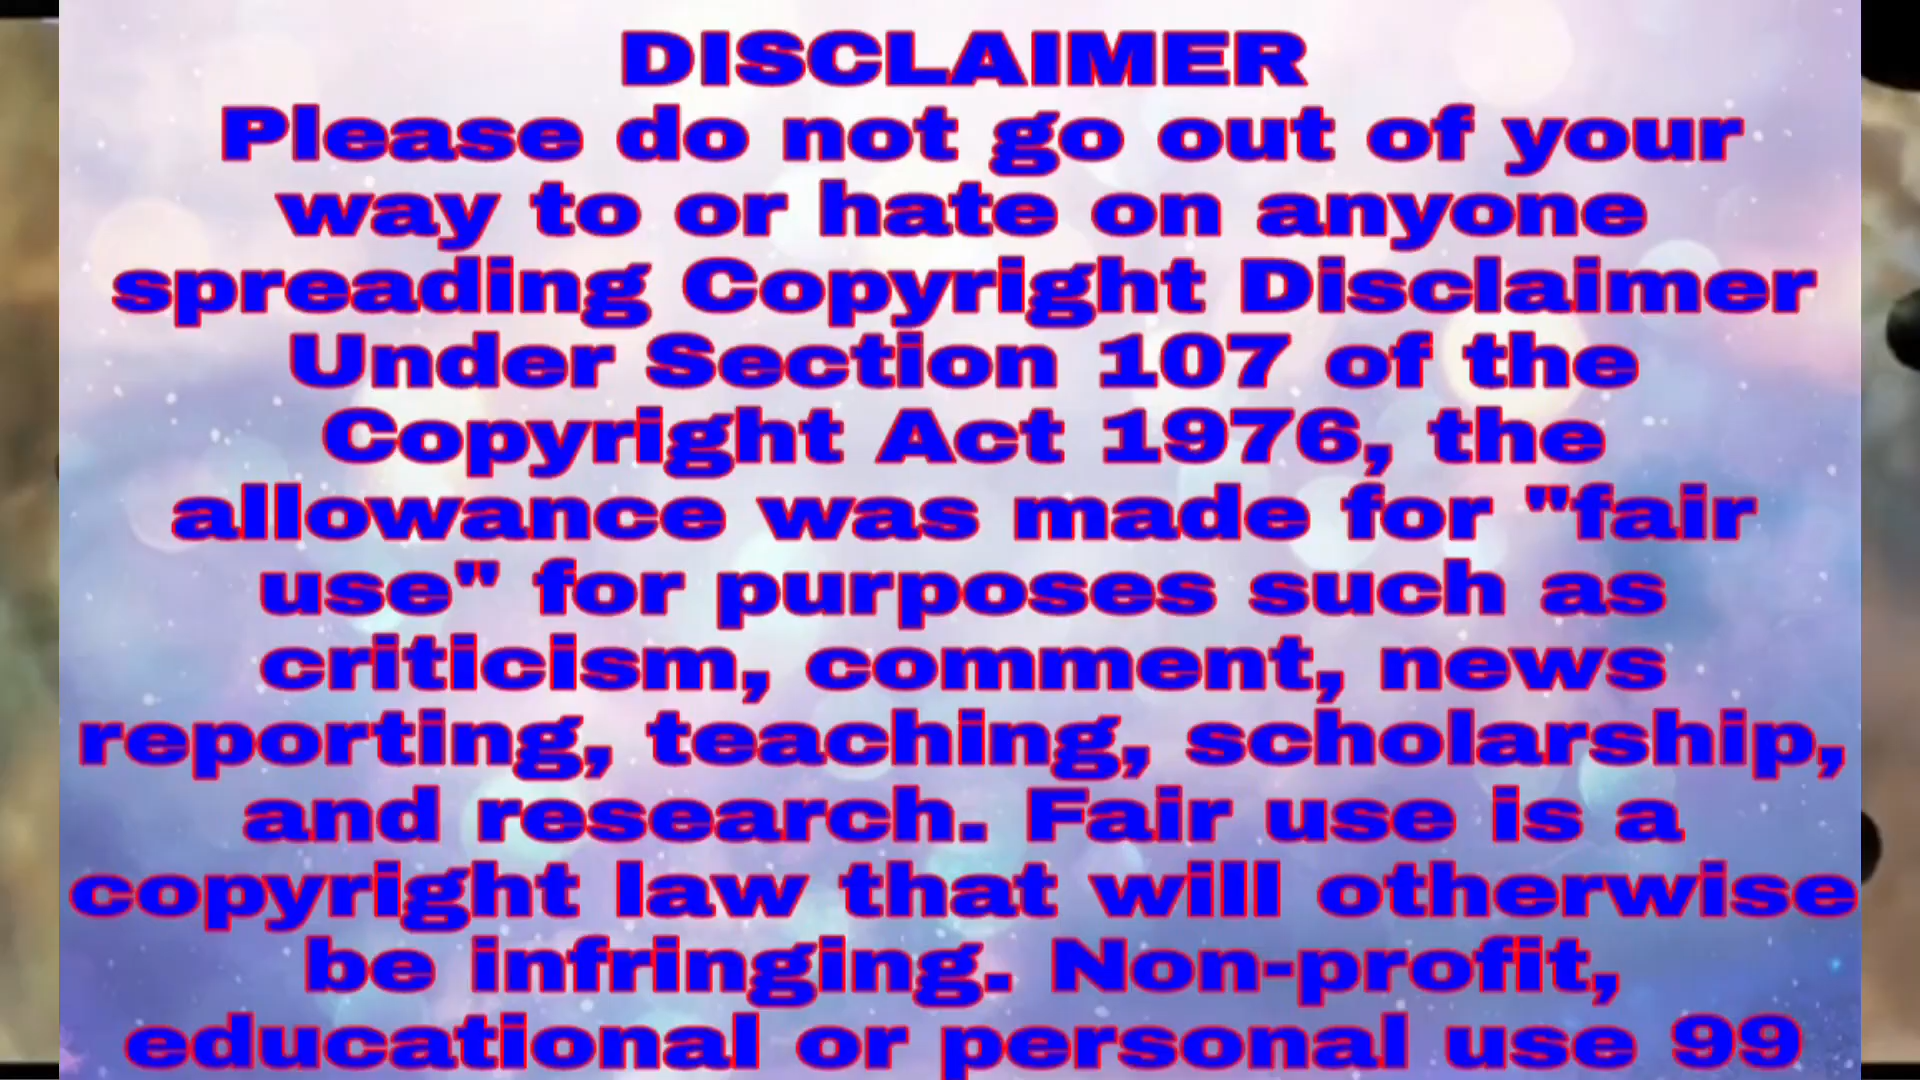 DISCLAIMER
Please do not go out of your
way to or hate on anyone
spreading Copyright Disclaimer
Under Section 107 of the
Copyright Act 1976, the
allowance was made for "fair
use" for purposes such as
criticism, comment, news
reporting, teaching, scholarship,
and research. Fair use is a
copyright law that will otherwise
be infringing. Non-profit,
educational or personal use 99